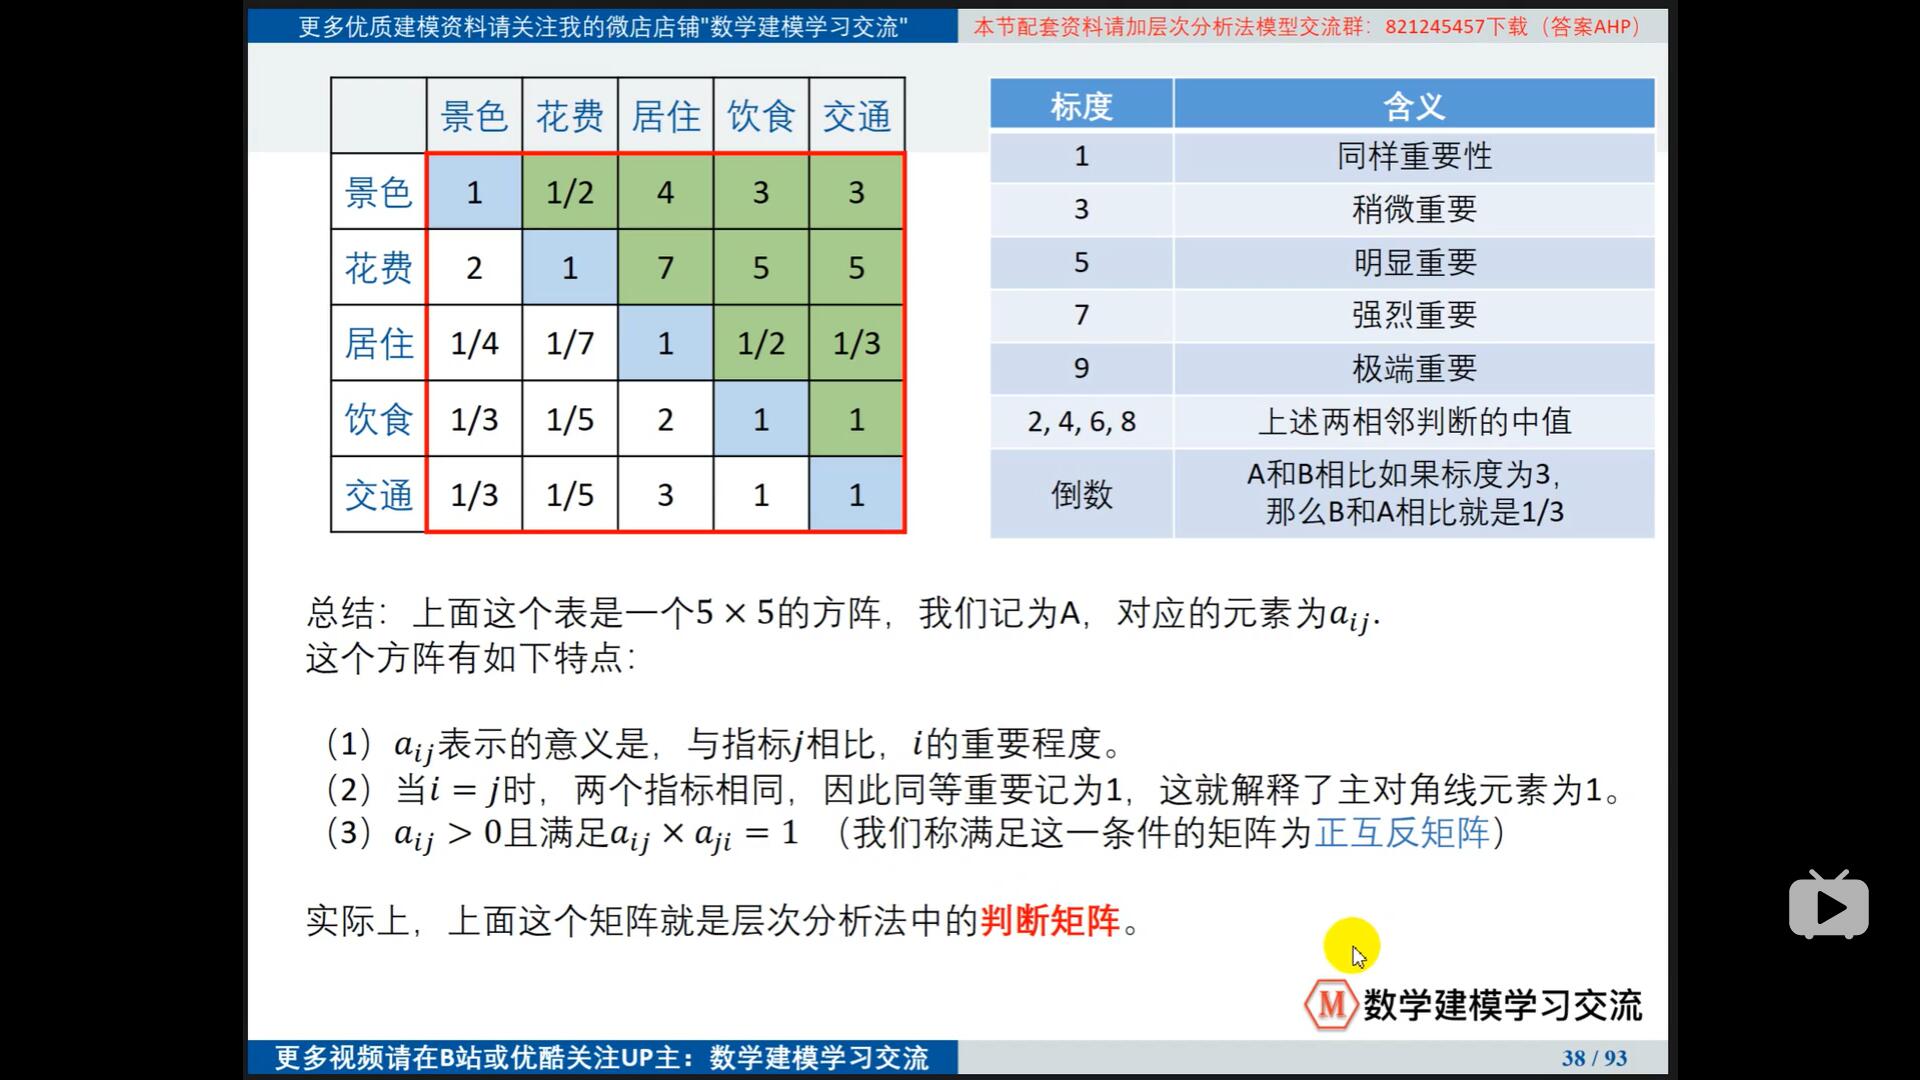 更多优质建模资料请关注我的微店店铺"数学建模学习交流"
本节配套资料请加层次分析法模型交流群：821245457下载（答案AHP）
景色 花费 居住 饮食 交通
景色 1 1/2 4 3 3
花费 2 1 7 5 5
居住 1/4 1/7 1 1/2 1/3
饮食 1/3 1/5 2 1 1
交通 1/3 1/5 3 1 1
标度 含义
1 同样重要性
3 稍微重要
5 明显重要
7 强烈重要
9 极端重要
2, 4, 6, 8 上述两相邻判断的中值
倒数 A和B相比如果标度为3，
那么B和A相比就是1/3
总结：上面这个表是一个5 × 5的方阵，我们记为A，对应的元素为a_{ij}.
这个方阵有如下特点：
（1）a_{ij}表示的意义是，与指标j相比，i的重要程度。
（2）当i = j时，两个指标相同，因此同等重要记为1，这就解释了主对角线元素为1。
（3）a_{ij} > 0且满足a_{ij} × a_{ji} = 1 （我们称满足这一条件的矩阵为正互反矩阵）
实际上，上面这个矩阵就是层次分析法中的判断矩阵。
M 数学建模学习交流
更多视频请在B站或优酷关注UP主：数学建模学习交流
38 / 93